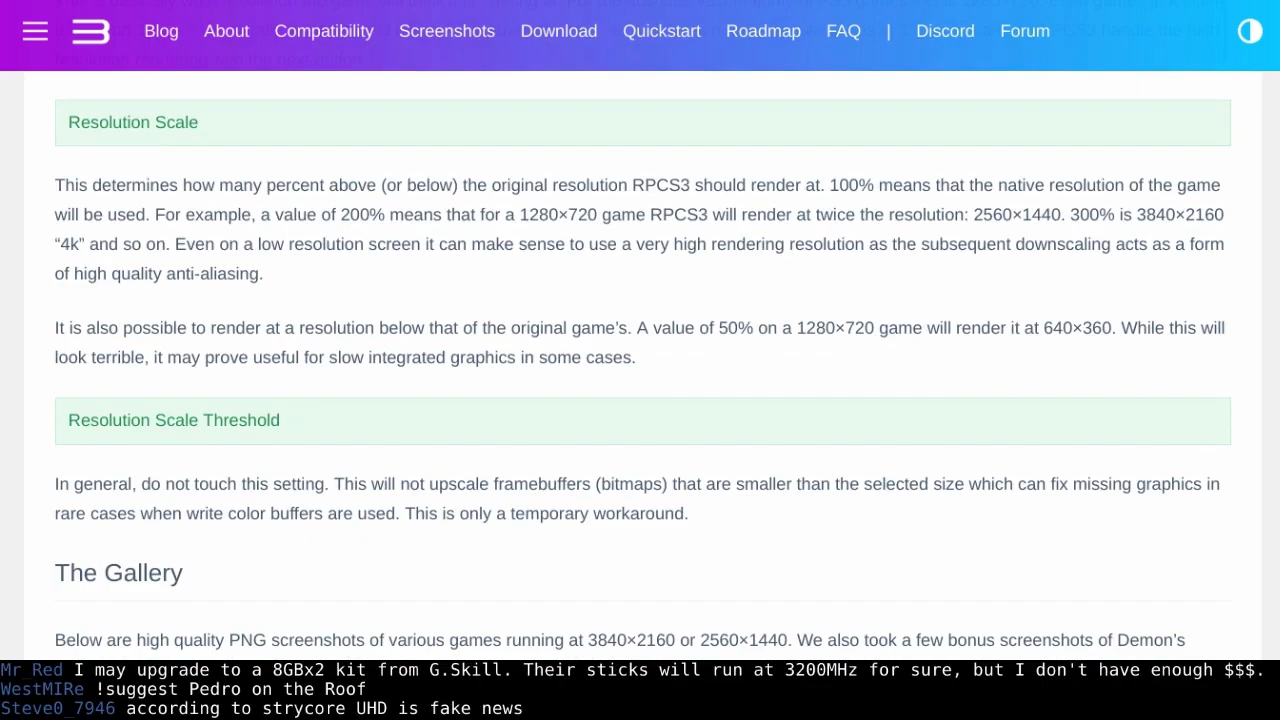 Blog About Compatibility Screenshots Download Quickstart Roadmap FAQ | Discord Forum
Resolution Scale
This determines how many percent above (or below) the original resolution RPCS3 should render at. 100% means that the native resolution of the game
will be used. For example, a value of 200% means that for a 1280×720 game RPCS3 will render at twice the resolution: 2560×1440. 300% is 3840×2160
“4k” and so on. Even on a low resolution screen it can make sense to use a very high rendering resolution as the subsequent downscaling acts as a form
of high quality anti-aliasing.
It is also possible to render at a resolution below that of the original game’s. A value of 50% on a 1280×720 game will render it at 640×360. While this will
look terrible, it may prove useful for slow integrated graphics in some cases.
Resolution Scale Threshold
In general, do not touch this setting. This will not upscale framebuffers (bitmaps) that are smaller than the selected size which can fix missing graphics in
rare cases when write color buffers are used. This is only a temporary workaround.
The Gallery
Below are high quality PNG screenshots of various games running at 3840×2160 or 2560×1440. We also took a few bonus screenshots of Demon’s
Mr_Red I may upgrade to a 8GBx2 kit from G.Skill. Their sticks will run at 3200MHz for sure, but I don't have enough $$$.
WestMIRe !suggest Pedro on the Roof
Steve0_7946 according to strycore UHD is fake news